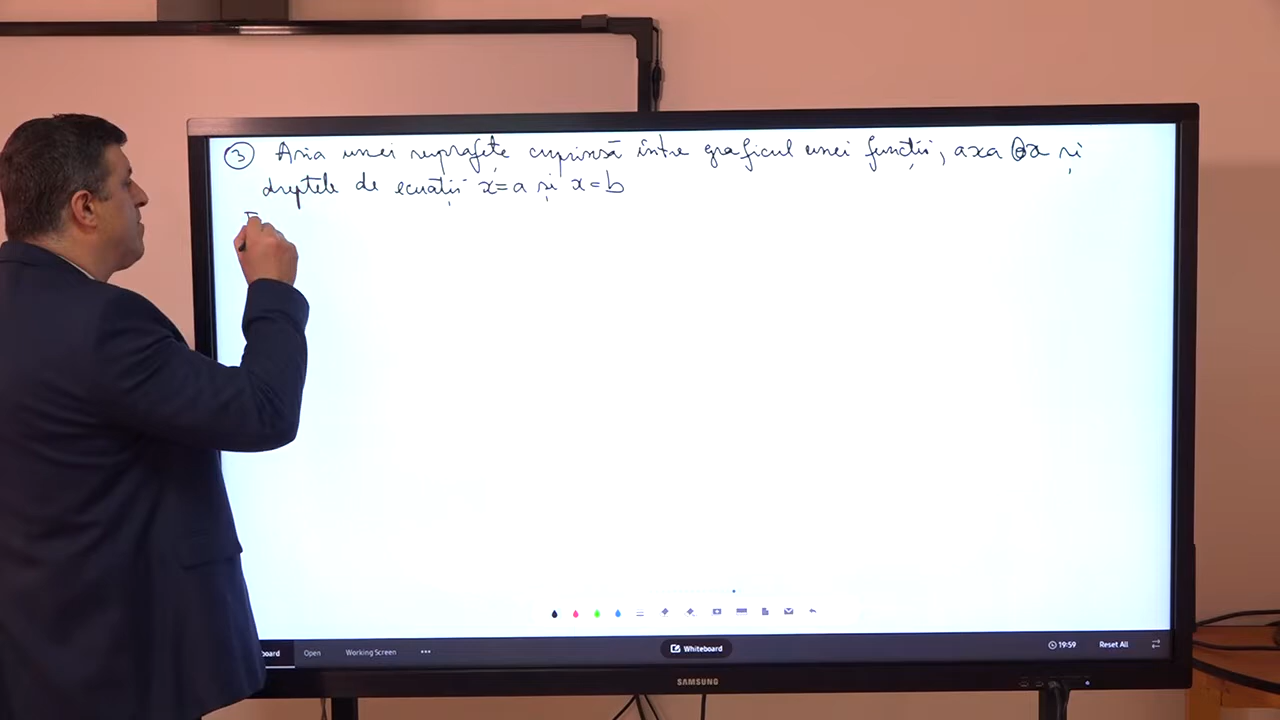 ③ Aria unei suprafețe cuprinsă între graficul unei funcții, axa Ox și
dreptele de ecuații x=a și x=b
board Open Working Screen ••• Whiteboard 19:59 Reset All
SAMSUNG